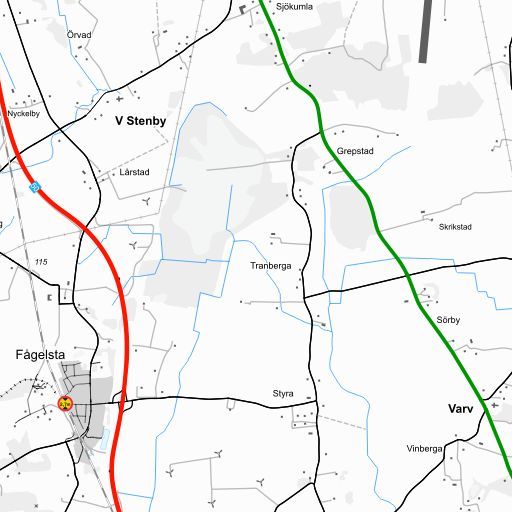 Sjökumla
Örvad
Nyckelby
V Stenby
Grepstad
Lårstad
Skrikstad
115
Tranberga
Sörby
Fågelsta
Styra
Varv
Vinberga